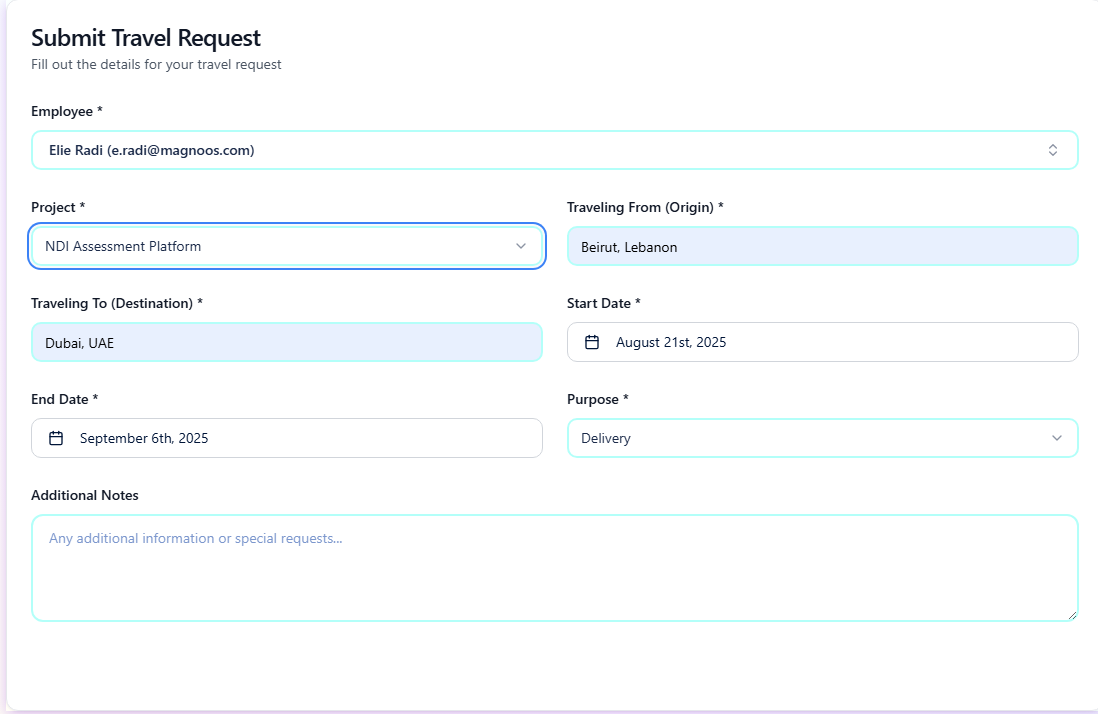 Submit Travel Request
Fill out the details for your travel request
Employee *
Elie Radi (e.radi@magnoos.com)
Project *
NDI Assessment Platform
Traveling From (Origin) *
Beirut, Lebanon
Traveling To (Destination) *
Dubai, UAE
Start Date *
August 21st, 2025
End Date *
September 6th, 2025
Purpose *
Delivery
Additional Notes
Any additional information or special requests...